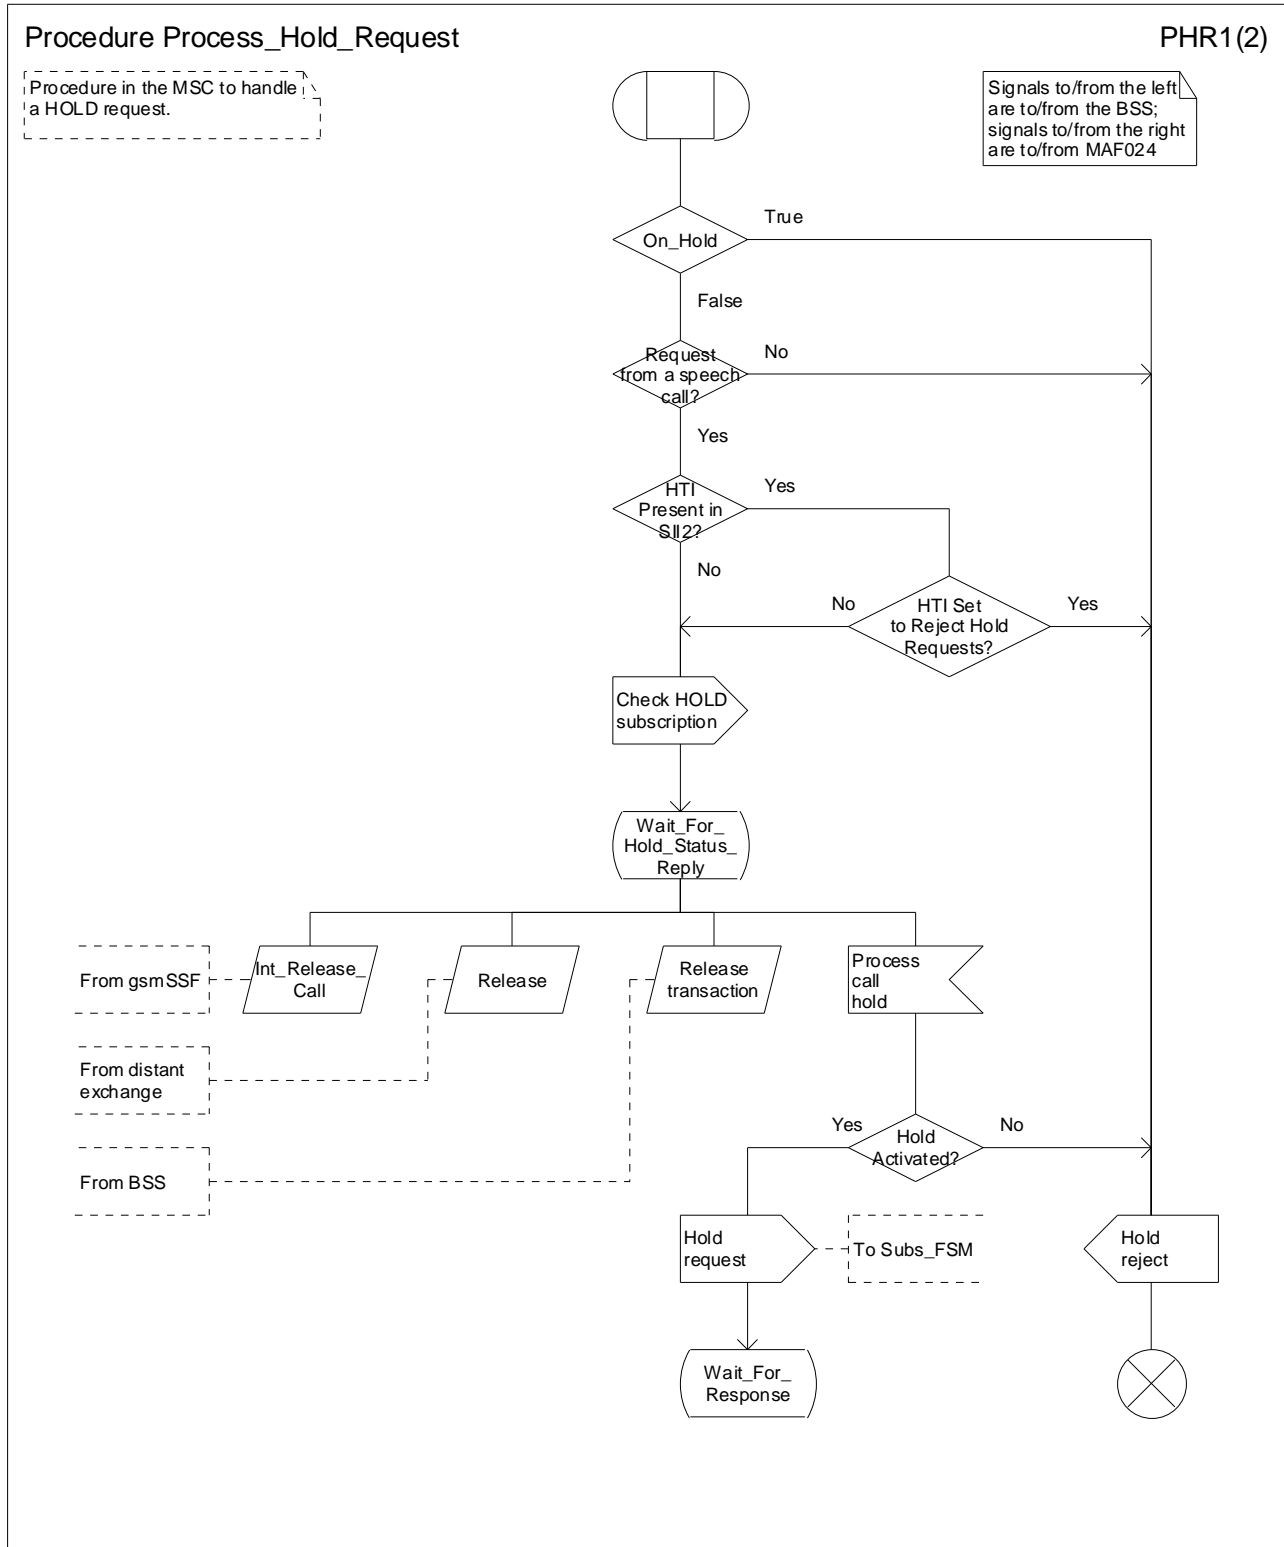 Procedure Process_Hold_Request
PHR1(2)
Procedure in the MSC to handle
a HOLD request.
Signals to/from the left
are to/from the BSS;
signals to/from the right
are to/from MAF024
On_Hold
True
False
Request
from a speech
call?
No
Yes
HTI
Present in
SII2?
Yes
No
HTI Set
to Reject Hold
Requests?
No
Yes
Check HOLD
subscription
Wait_For_
Hold_Status_
Reply
From gsmSSF
Int_Release_
Call
Release
Release
transaction
Process
call
hold
From distant
exchange
From BSS
Yes
Hold
Activated?
No
Hold
request
To Subs_FSM
Hold
reject
Wait_For_
Response